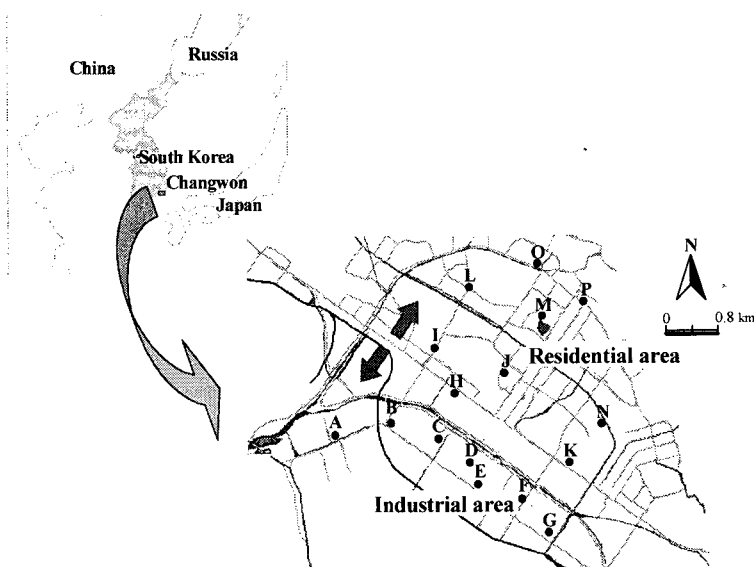 Russia
China
South Korea
Changwon
Japan
N
0 0.8 km
O
L
P
M
I
J
Residential area
H
N
B
A
C
D
K
E
F
Industrial area
G